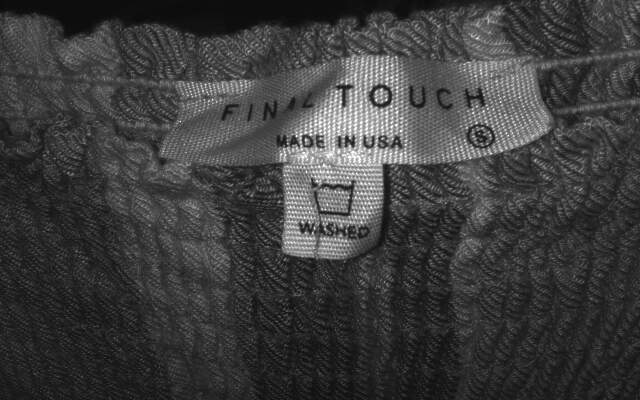 FINAL TOUCH
MADE IN USA
WASHED